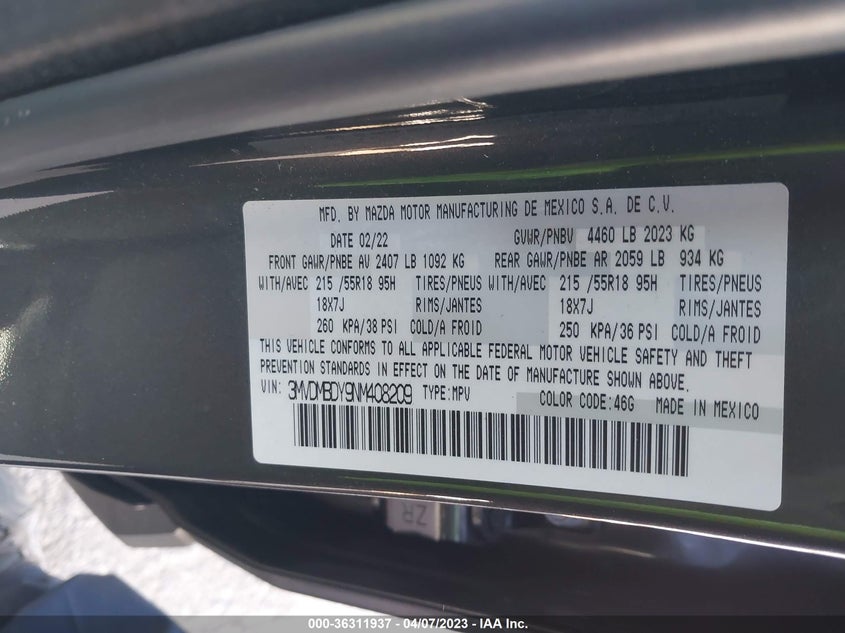 MFD. BY MAZDA MOTOR MANUFACTURING DE MEXICO S.A. DE C.V.
DATE 02/22 GVWR/PNBV 4460 LB 2023 KG
FRONT GAWR/PNBE AV 2407 LB 1092 KG REAR GAWR/PNBE AR 2059 LB 934 KG
WITH/AVEC 215 /55R18 95H TIRES/PNEUS WITH/AVEC 215 /55R18 95H TIRES/PNEUS
18X7J RIMS/JANTES 18X7J RIMS/JANTES
260 KPA/38 PSI COLD/A FROID 250 KPA/36 PSI COLD/A FROID
THIS VEHICLE CONFORMS TO ALL APPLICABLE FEDERAL MOTOR VEHICLE SAFETY AND THEFT
PREVENTION STANDARDS IN EFFECT ON THE DATE OF MANUFACTURE SHOWN ABOVE.
VIN: 3MVDMBDY9NM408209 TYPE:MPV COLOR CODE:46G MADE IN MEXICO
ZR
000-36311937 - 04/07/2023 - IAA Inc.